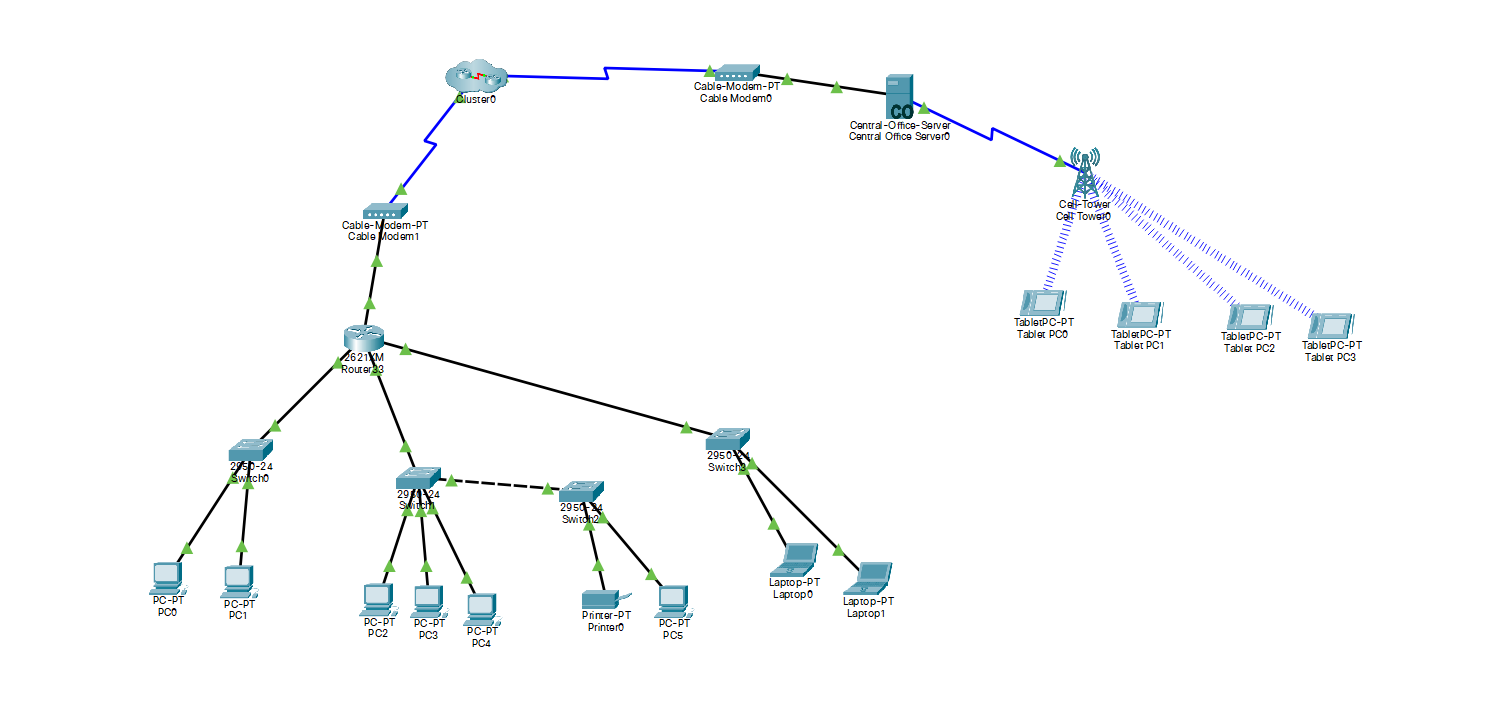 Cluster0
Cable-Modem-PT
Cable Modem0
CO
Central-Office-Server
Central Office Server0
Cell-Tower
Cell Tower0
Cable-Modem-PT
Cable Modem1
TabletPC-PT
Tablet PC0
TabletPC-PT
Tablet PC1
TabletPC-PT
Tablet PC2
TabletPC-PT
Tablet PC3
2621XM
Router33
2950-24
Switch0
2950-24
Switch1
2950-24
Switch2
2950-24
Switch3
PC-PT
PC0
PC-PT
PC1
PC-PT
PC2
PC-PT
PC3
PC-PT
PC4
Printer-PT
Printer0
PC-PT
PC5
Laptop-PT
Laptop0
Laptop-PT
Laptop1